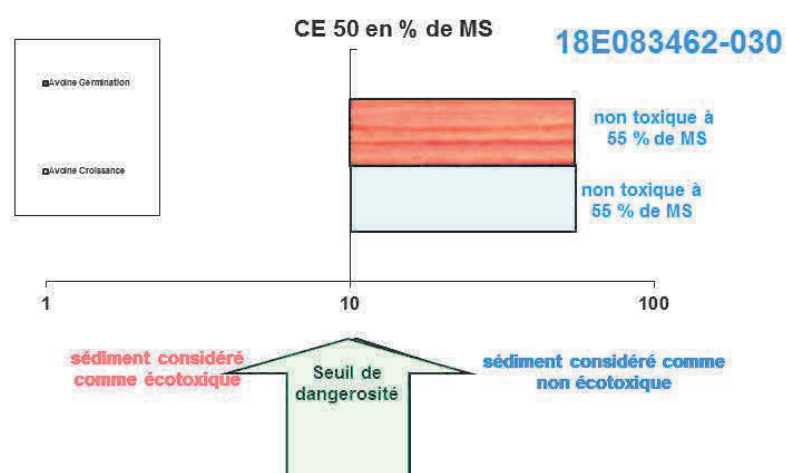 CE 50 en % de MS
18E083462-030
Avoine Germination
Avoine Croissance
non toxique à
55 % de MS
non toxique à
55 % de MS
1
10
100
sédiment considéré
comme écotoxique
Seuil de
dangerosité
sédiment considéré comme
non écotoxique